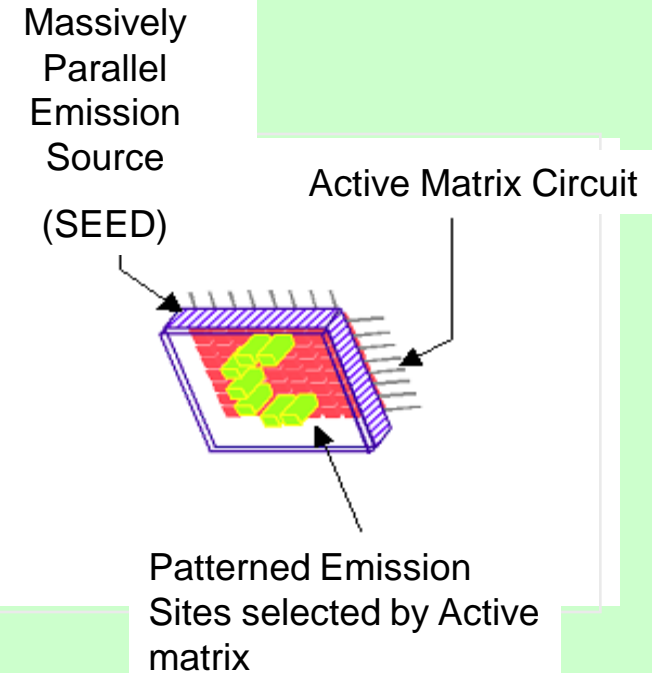 Massively
Parallel
Emission
Source
(SEED)
Active Matrix Circuit
Patterned Emission
Sites selected by Active
matrix